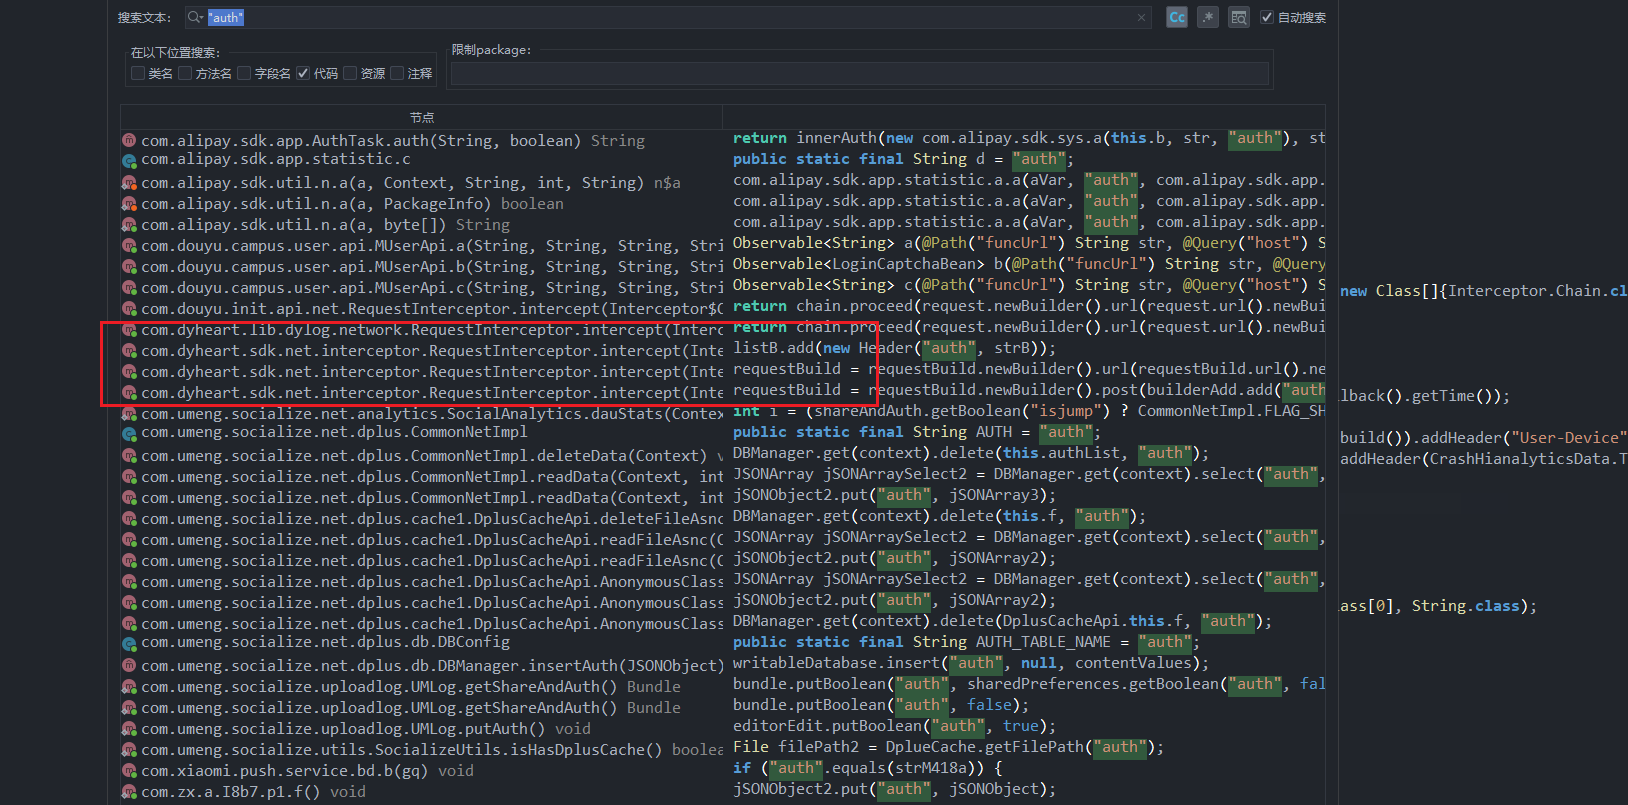 搜索文本: "auth" Cc .* 自动搜索
在以下位置搜索: 限制package:
类名 方法名 字段名 代码 资源 注释
节点
com.alipay.sdk.app.AuthTask.auth(String, boolean) String return innerAuth(new com.alipay.sdk.sys.a(this.b, str, "auth"), st
com.alipay.sdk.app.statistic.c public static final String d = "auth";
com.alipay.sdk.util.n.a(a, Context, String, int, String) n$a com.alipay.sdk.app.statistic.a.a(aVar, "auth", com.alipay.sdk.app.
com.alipay.sdk.util.n.a(a, PackageInfo) boolean com.alipay.sdk.app.statistic.a.a(aVar, "auth", com.alipay.sdk.app.
com.alipay.sdk.util.n.a(a, byte[]) String com.alipay.sdk.app.statistic.a.a(aVar, "auth", com.alipay.sdk.app.
com.douyu.campus.user.api.MUserApi.a(String, String, String, Stri Observable<String> a(@Path("funcUrl") String str, @Query("host") S
com.douyu.campus.user.api.MUserApi.b(String, String, String, Stri Observable<LoginCaptchaBean> b(@Path("funcUrl") String str, @Query
com.douyu.campus.user.api.MUserApi.c(String, String, String, Stri Observable<String> c(@Path("funcUrl") String str, @Query("host") S
new Class[]{Interceptor.Chain.cl
com.douyu.init.api.net.RequestInterceptor.intercept(Interceptor$C return chain.proceed(request.newBuilder().url(request.url().newBui
com.dyheart.lib.dylog.network.RequestInterceptor.intercept(Interc return chain.proceed(request.newBuilder().url(request.url().newBui
com.dyheart.sdk.net.interceptor.RequestInterceptor.intercept(Inte listB.add(new Header("auth", strB));
com.dyheart.sdk.net.interceptor.RequestInterceptor.intercept(Inte requestBuild = requestBuild.newBuilder().url(requestBuild.url().ne
com.dyheart.sdk.net.interceptor.RequestInterceptor.intercept(Inte requestBuild = requestBuild.newBuilder().post(builderAdd.add("auth
lback().getTime());
com.umeng.socialize.net.analytics.SocialAnalytics.dauStats(Contex int i = (shareAndAuth.getBoolean("isjump") ? CommonNetImpl.FLAG_SH
com.umeng.socialize.net.dplus.CommonNetImpl public static final String AUTH = "auth";
build()).addHeader("User-Device"
com.umeng.socialize.net.dplus.CommonNetImpl.deleteData(Context) v DBManager.get(context).delete(this.authList, "auth");
addHeader(CrashHianalyticsData.T
com.umeng.socialize.net.dplus.CommonNetImpl.readData(Context, int JSONArray jSONArraySelect2 = DBManager.get(context).select("auth",
com.umeng.socialize.net.dplus.CommonNetImpl.readData(Context, int jSONObject2.put("auth", jSONArray3);
com.umeng.socialize.net.dplus.cache1.DplusCacheApi.deleteFileAsnc DBManager.get(context).delete(this.f, "auth");
com.umeng.socialize.net.dplus.cache1.DplusCacheApi.readFileAsnc(C JSONArray jSONArraySelect2 = DBManager.get(context).select("auth",
com.umeng.socialize.net.dplus.cache1.DplusCacheApi.readFileAsnc(C jSONObject2.put("auth", jSONArray2);
com.umeng.socialize.net.dplus.cache1.DplusCacheApi.AnonymousClass JSONArray jSONArraySelect2 = DBManager.get(context).select("auth",
com.umeng.socialize.net.dplus.cache1.DplusCacheApi.AnonymousClass jSONObject2.put("auth", jSONArray2);
ass[0], String.class);
com.umeng.socialize.net.dplus.cache1.DplusCacheApi.AnonymousClass DBManager.get(context).delete(DplusCacheApi.this.f, "auth");
com.umeng.socialize.net.dplus.db.DBConfig public static final String AUTH_TABLE_NAME = "auth";
com.umeng.socialize.net.dplus.db.DBManager.insertAuth(JSONObject) writableDatabase.insert("auth", null, contentValues);
com.umeng.socialize.uploadlog.UMLog.getShareAndAuth() Bundle bundle.putBoolean("auth", sharedPreferences.getBoolean("auth", fal
com.umeng.socialize.uploadlog.UMLog.getShareAndAuth() Bundle bundle.putBoolean("auth", false);
com.umeng.socialize.uploadlog.UMLog.putAuth() void editorEdit.putBoolean("auth", true);
com.umeng.socialize.utils.SocializeUtils.isHasDplusCache() boolea File filePath2 = DplueCache.getFilePath("auth");
com.xiaomi.push.service.bd.b(gq) void if ("auth".equals(strM418a)) {
com.zx.a.I8b7.p1.f() void jSONObject2.put("auth", jSONObject);